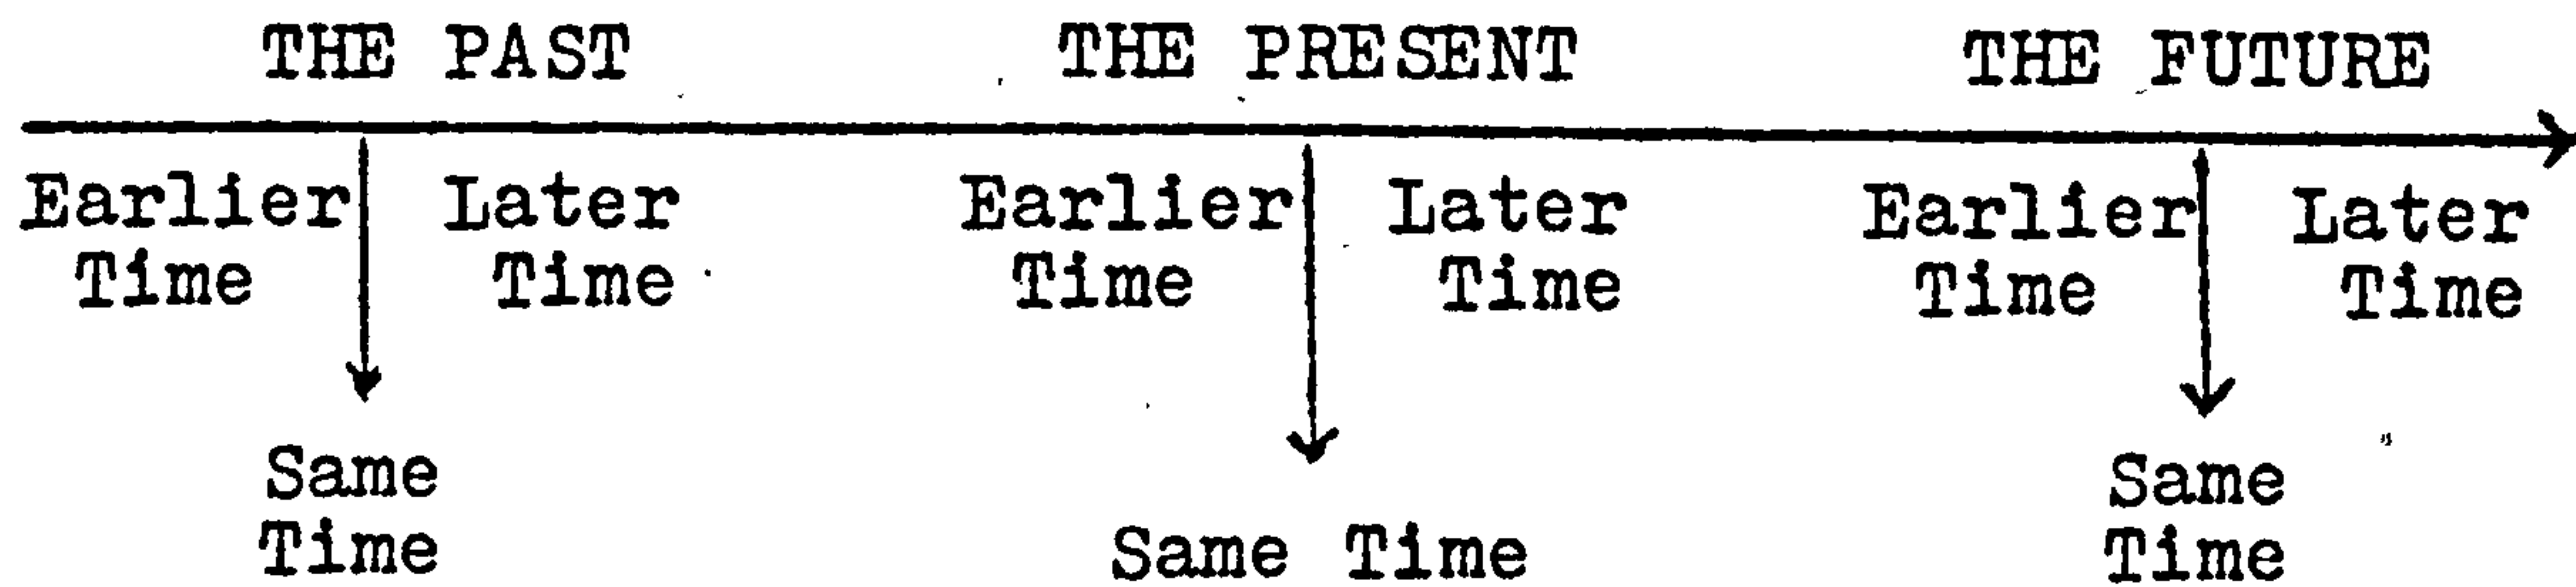 THE PAST THE PRESENT THE FUTURE
Earlier Later Earlier Later Earlier Later
Time Time Time Time Time Time
Same Same
Time Same Time Time